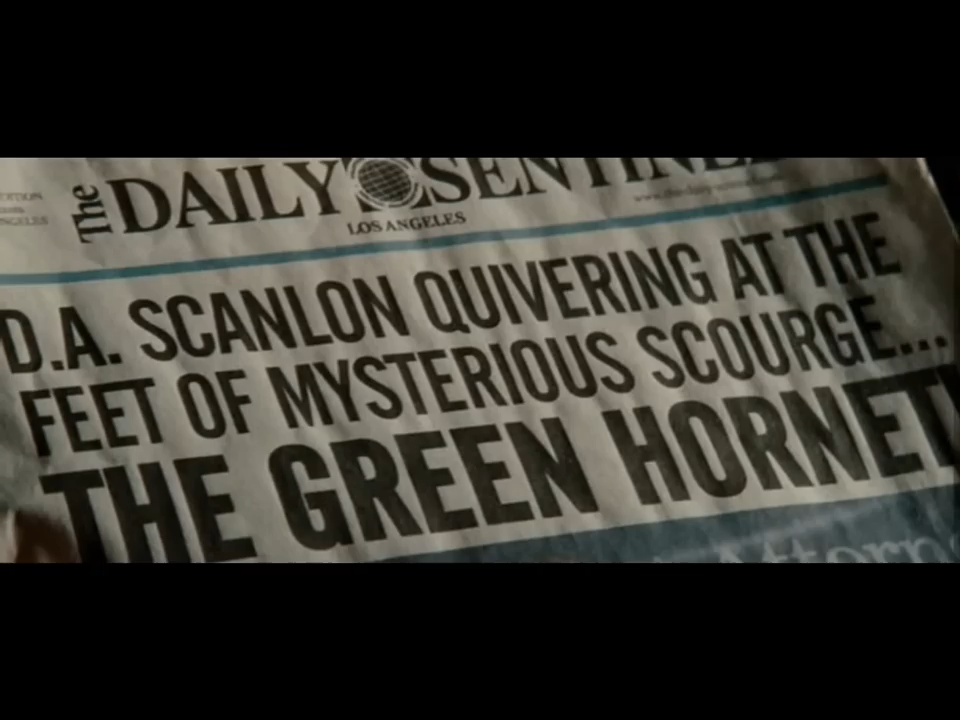 The DAILY SENTINEL
LOS ANGELES
D.A. SCANLON QUIVERING AT THE
FEET OF MYSTERIOUS SCOURGE...
THE GREEN HORNET